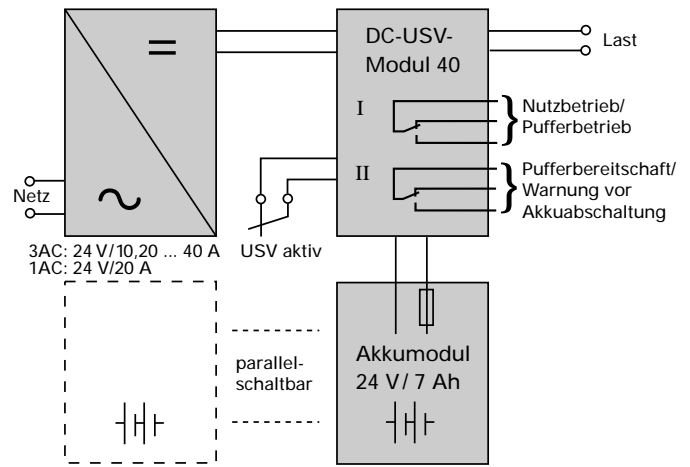 DC-USV-
Modul 40
Last
I
Nutzbetrieb/
Pufferbetrieb
II
Pufferbereitschaft/
Warnung vor
Akkuabschaltung
Netz
USV aktiv
3AC: 24 V/10,20 ... 40 A
1AC: 24 V/20 A
parallel-
schaltbar
Akkumodul
24 V/ 7 Ah